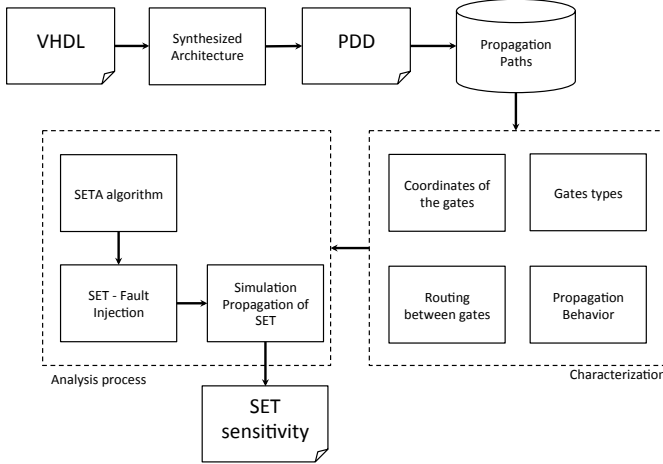 VHDL
Synthesized
Architecture
PDD
Propagation
Paths
SETA algorithm
Coordinates of
the gates
Gates types
SET - Fault
Injection
Simulation
Propagation of
SET
Routing
between gates
Propagation
Behavior
Analysis process
Characterization
SET
sensitivity